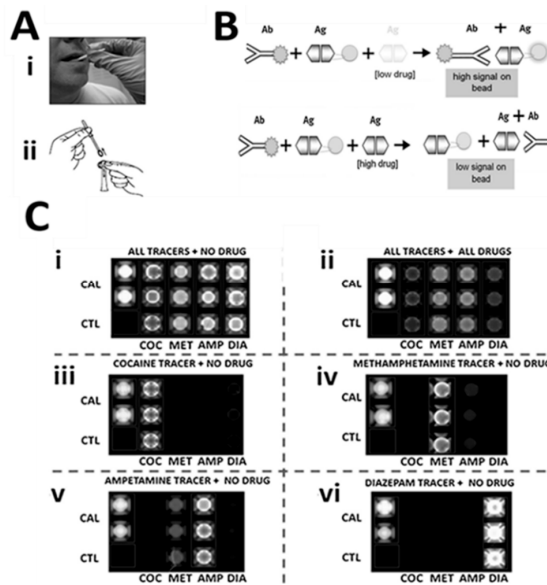 A
i
ii
B
Ab Ag Ag Ab + Ag
+ +
[low drug]
high signal on
bead
Ab Ag Ag Ag + Ab
+ + +
[high drug]
low signal on
bead
C
i
ALL TRACERS + NO DRUG
CAL
CTL
COC MET AMP DIA
ii
ALL TRACERS + ALL DRUGS
CAL
CTL
COC MET AMP DIA
iii
COCAINE TRACER + NO DRUG
CAL
CTL
COC MET AMP DIA
iv
METHAMPHETAMINE TRACER + NO DRUG
CAL
CTL
COC MET AMP DIA
v
AMPETAMINE TRACER + NO DRUG
CAL
CTL
COC MET AMP DIA
vi
DIAZEPAM TRACER + NO DRUG
CAL
CTL
COC MET AMP DIA